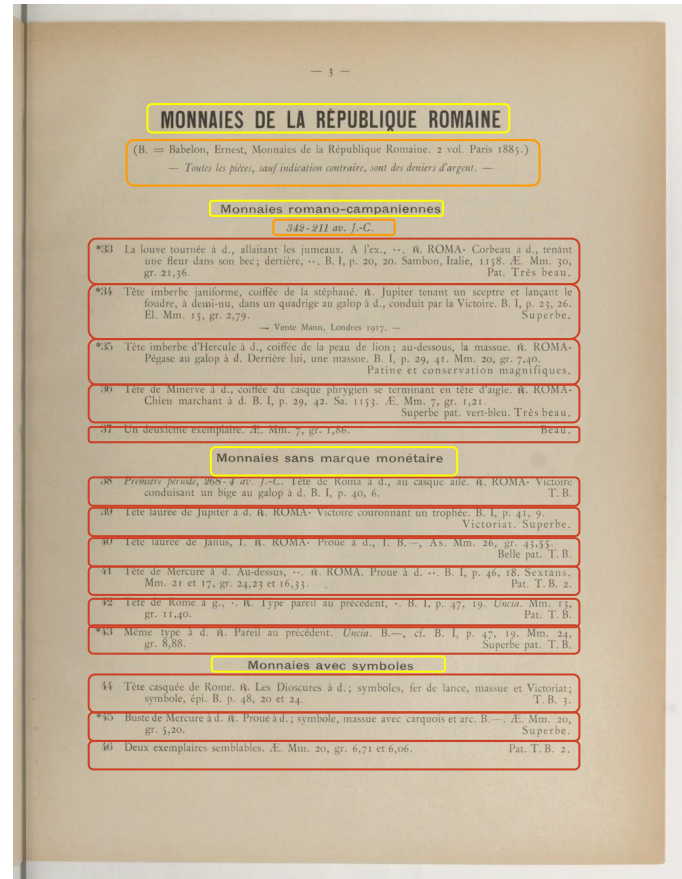 — 3 —
MONNAIES DE LA RÉPUBLIQUE ROMAINE
(B. = Babelon, Ernest, Monnaies de la République Romaine. 2 vol. Paris 1885.)
— Toutes les pièces, sauf indication contraire, sont des deniers d'argent. —
Monnaies romano-campaniennes
342-211 av. J.-C.
*33 La louve tournée à d., allaitant les jumeaux. A l'ex., ··. ℟. ROMA· Corbeau à d., tenant
une fleur dans son bec; derrière, ··. B. I, p. 20, 20. Sambon, Italie, 1158. Æ. Mm. 30,
gr. 21,36. Pat. Très beau.
*34 Tête imberbe janiforme, coiffée de la stéphané. ℟. Jupiter tenant un sceptre et lançant le
foudre, à demi-nu, dans un quadrige au galop à d., conduit par la Victoire. B. I, p. 23, 26.
El. Mm. 15, gr. 2,79. Superbe.
— Vente Mann, Londres 1917. —
*35 Tête imberbe d'Hercule à d., coiffée de la peau de lion; au-dessous, la massue. ℟. ROMA·
Pégase au galop à d. Derrière lui, une massue. B. I, p. 29, 41. Mm. 20, gr. 7,40.
Patine et conservation magnifiques.
36 Tête de Minerve à d., coiffée du casque phrygien se terminant en tête d'aigle. ℟. ROMA·
Chien marchant à d. B. I, p. 29, 42. Sa. 1153. Æ. Mm. 7, gr. 1,21.
Superbe pat. vert-bleu. Très beau.
37 Un deuxième exemplaire. Æ. Mm. 7, gr. 1,86. Beau.
Monnaies sans marque monétaire
38 Première période, 268-4 av. J.-C. Tête de Roma à d., au casque ailé. ℟. ROMA· Victoire
conduisant un bige au galop à d. B. I, p. 40, 6. T. B.
39 Tête laurée de Jupiter à d. ℟. ROMA· Victoire couronnant un trophée. B. I, p. 41, 9.
Victoriat. Superbe.
40 Tête laurée de Janus, I. ℟. ROMA· Proue à d., I. B. —, As. Mm. 26, gr. 43,55.
Belle pat. T. B.
41 Tête de Mercure à d. Au-dessus, ··. ℟. ROMA. Proue à d. ··. B. I, p. 46, 18. Sextans.
Mm. 21 et 17, gr. 24,23 et 16,33. Pat. T. B. 2.
42 Tête de Rome à g., ·. ℟. Type pareil au précédent, ·. B. I, p. 47, 19. Uncia. Mm. 13,
gr. 11,40. Pat. T. B.
*43 Même type à d. ℟. Pareil au précédent. Uncia. B.—, cf. B. I, p. 47, 19. Mm. 24,
gr. 8,88. Superbe pat. T. B.
Monnaies avec symboles
44 Tête casquée de Rome. ℟. Les Dioscures à d.; symboles, fer de lance, massue et Victoriat;
symbole, épi. B. p. 48, 20 et 24. T. B. 3.
*45 Buste de Mercure à d. ℟. Proue à d.; symbole, massue avec carquois et arc. B.—. Æ. Mm. 20,
gr. 5,20. Superbe.
46 Deux exemplaires semblables. Æ. Mm. 20, gr. 6,71 et 6,06. Pat. T. B. 2.